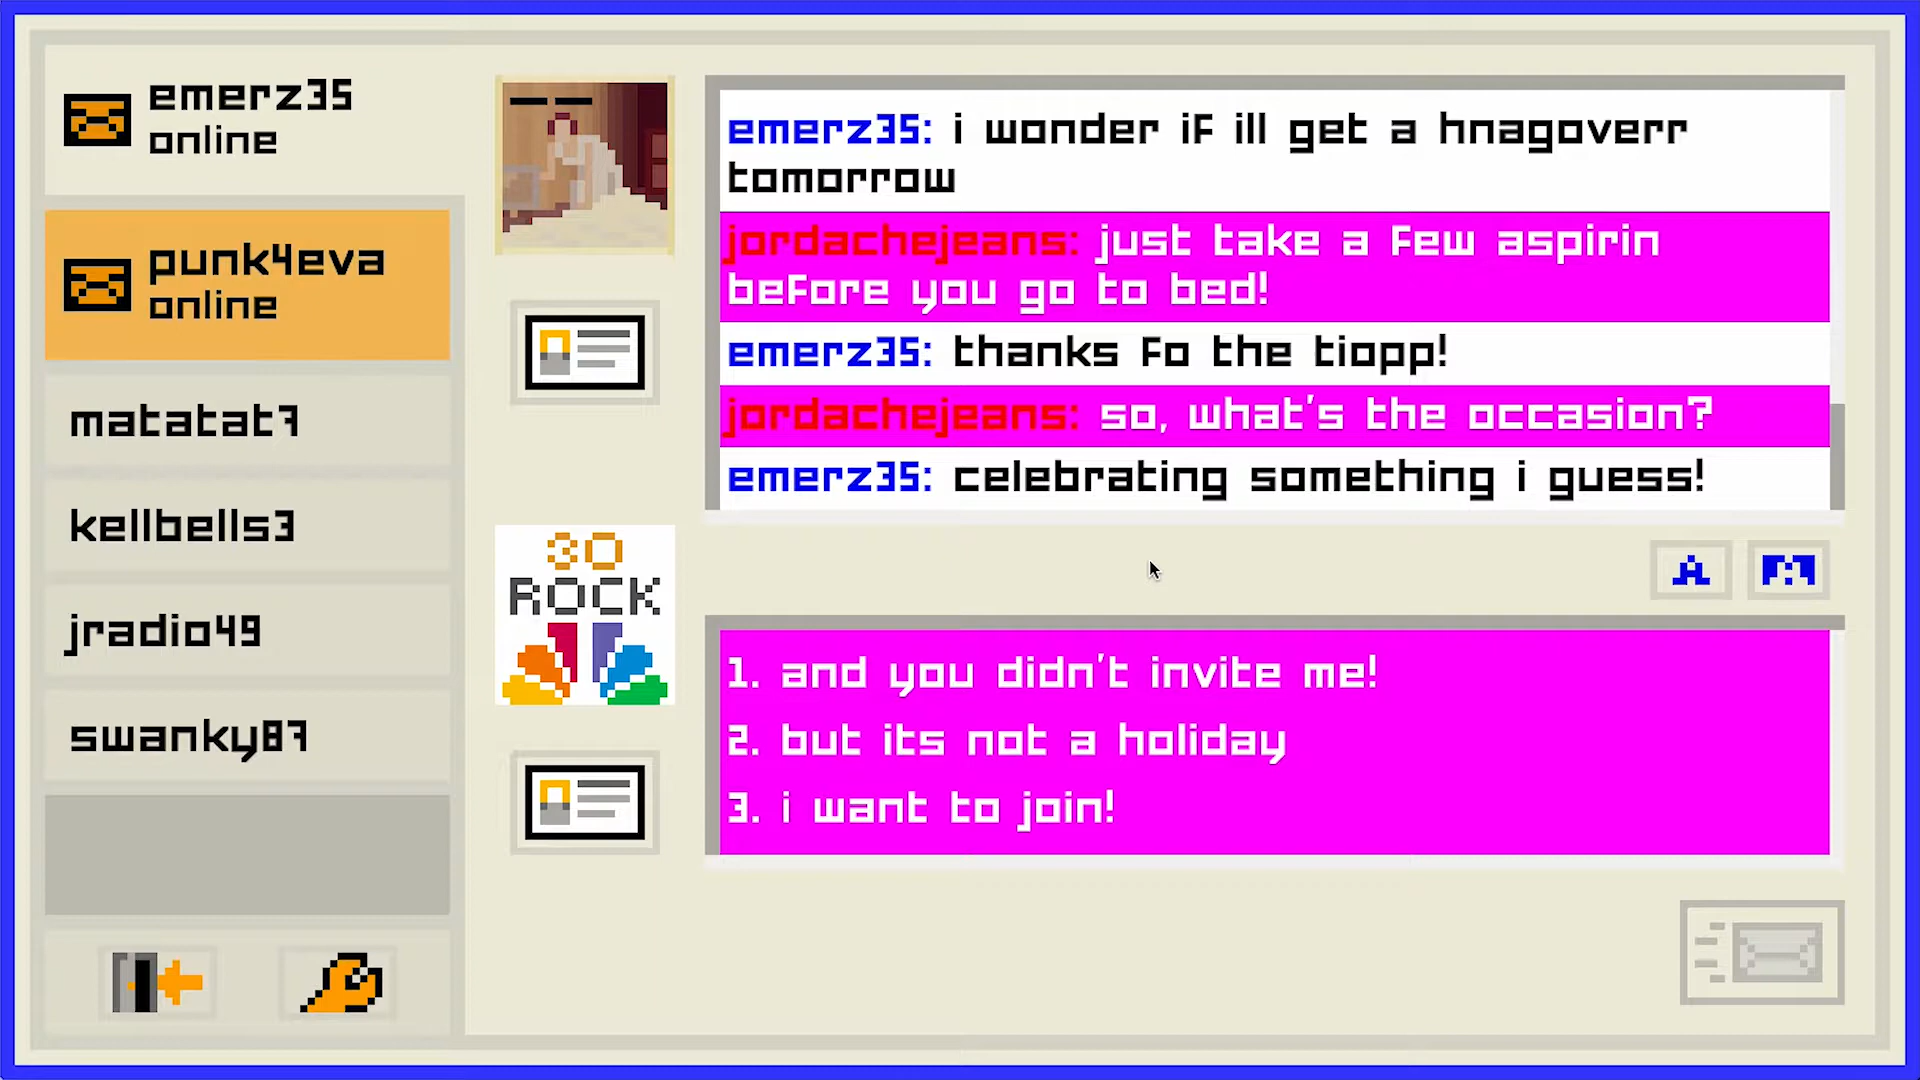 emerz35
online
punk4eva
online
matatat7
kellbells3
jradio49
swanky87
emerz35: i wonder if ill get a hnagoverr
tomorrow
jordachejeans: just take a few aspirin
before you go to bed!
emerz35: thanks fo the tiopp!
jordachejeans: so, what's the occasion?
emerz35: celebrating something i guess!
30
ROCK
A
1. and you didn't invite me!
2. but its not a holiday
3. i want to join!